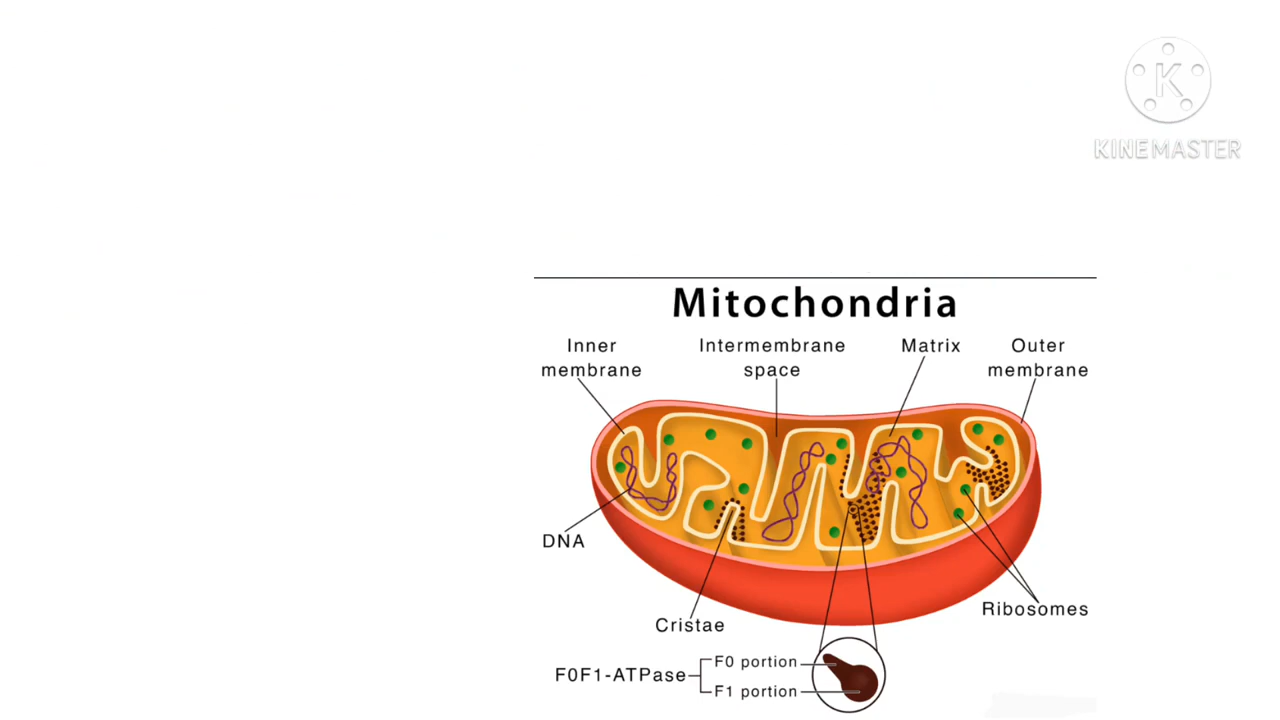 K
KINEMASTER
Mitochondria
Inner
membrane
Intermembrane
space
Matrix
Outer
membrane
DNA
Cristae
Ribosomes
F0F1-ATPase
F0 portion
F1 portion